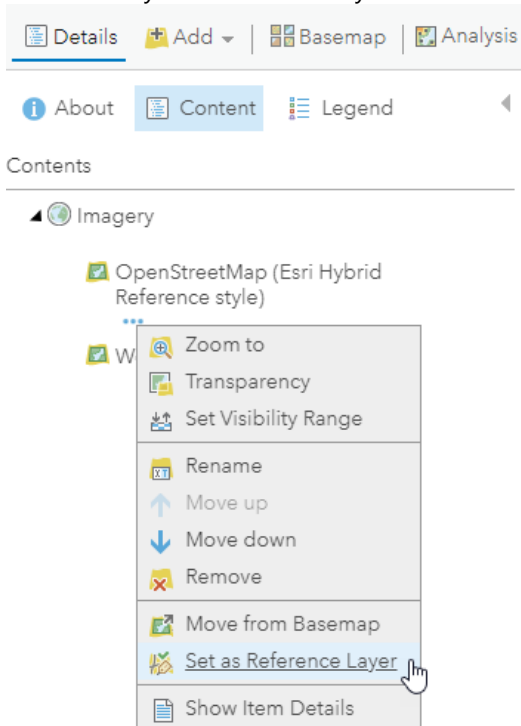 Details Add Basemap Analysis
About Content Legend
Contents
Imagery
OpenStreetMap (Esri Hybrid
Reference style)
Zoom to
Transparency
Set Visibility Range
Rename
Move up
Move down
Remove
Move from Basemap
Set as Reference Layer
Show Item Details